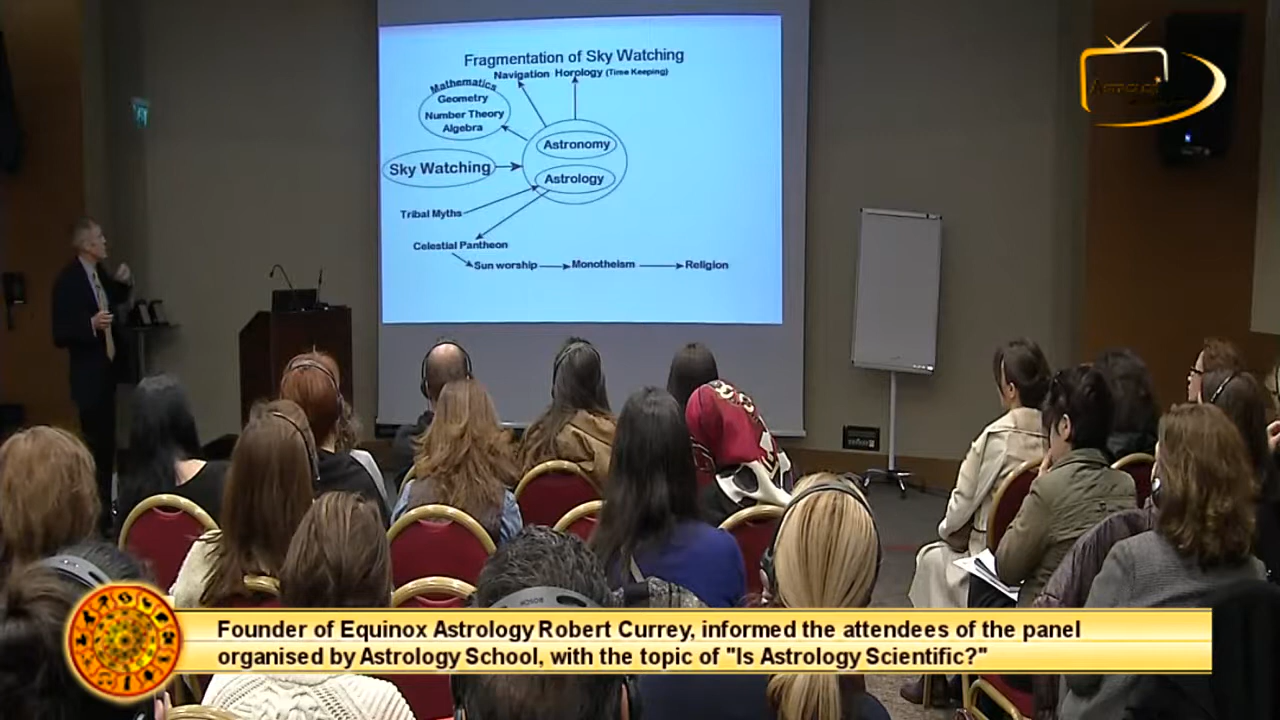 Fragmentation of Sky Watching
Navigation Horology (Time Keeping)
Mathematics
Geometry
Number Theory
Algebra
Astronomy
Sky Watching
Astrology
Tribal Myths
Celestial Pantheon
Sun worship
Monotheism
Religion
BOSCH
Founder of Equinox Astrology Robert Currey, informed the attendees of the panel
organised by Astrology School, with the topic of "Is Astrology Scientific?"